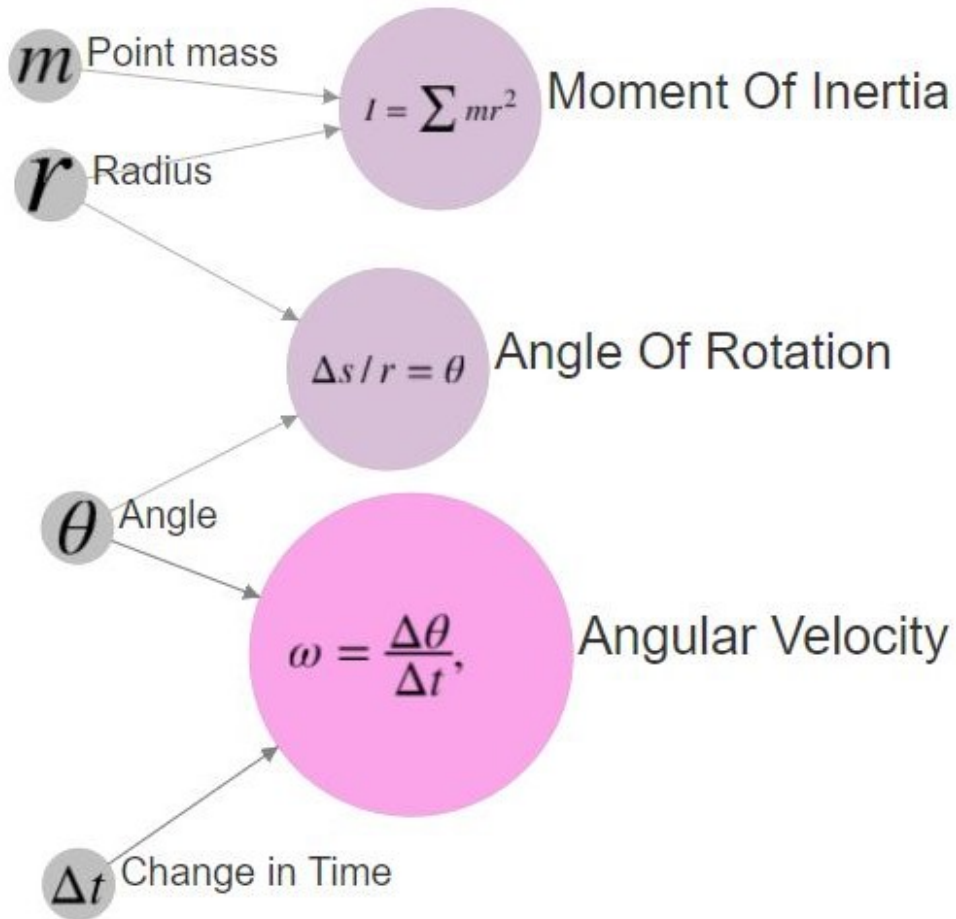 m Point mass
I = ∑ mr² Moment Of Inertia
r Radius
Δs / r = θ Angle Of Rotation
θ Angle
ω = Δθ/Δt, Angular Velocity
Δt Change in Time